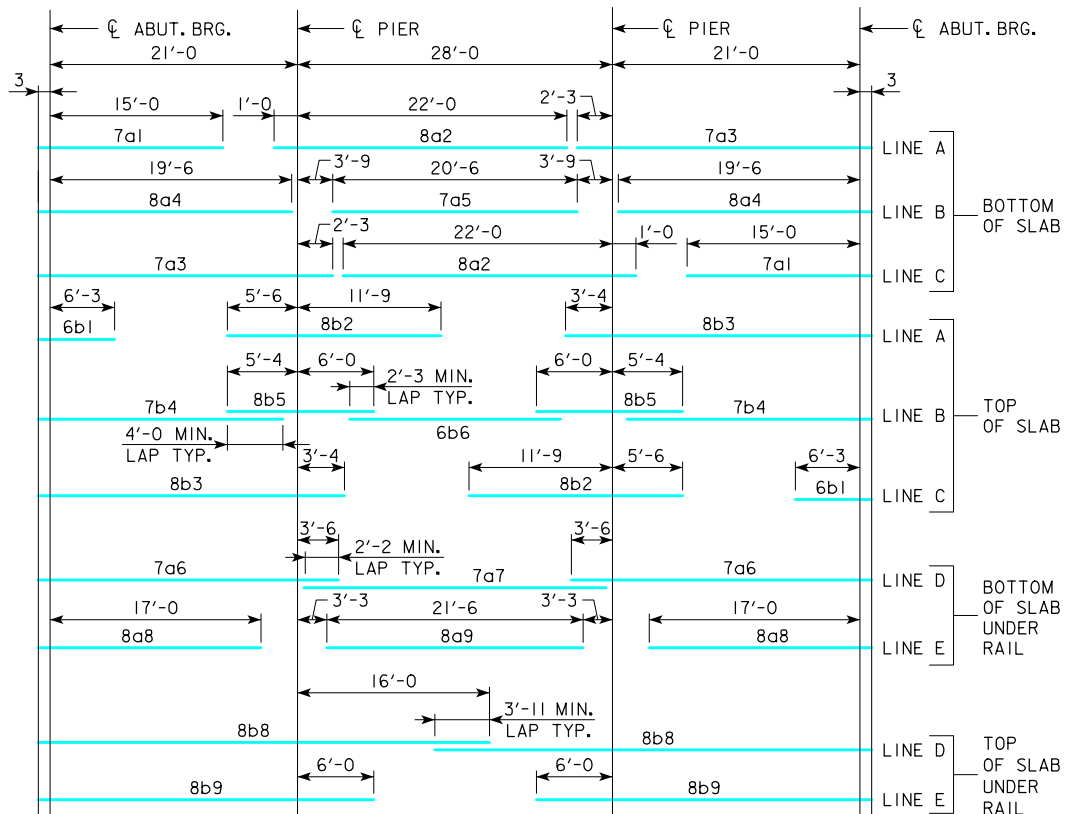 ℄ ABUT. BRG. ℄ PIER ℄ PIER ℄ ABUT. BRG.
21'-0 28'-0 21'-0
3 3
15'-0 1'-0 22'-0 2'-3
7a1 8a2 7a3 LINE A
19'-6 3'-9 20'-6 3'-9 19'-6
8a4 7a5 8a4 LINE B
BOTTOM
OF SLAB
2'-3 22'-0 1'-0 15'-0
7a3 8a2 7a1 LINE C
6'-3 5'-6 11'-9 3'-4
6b1 8b2 8b3 LINE A
5'-4 6'-0 2'-3 MIN.
LAP TYP. 6'-0 5'-4
8b5 8b5
7b4 6b6 7b4 LINE B
TOP
OF SLAB
4'-0 MIN.
LAP TYP.
3'-4 11'-9 5'-6 6'-3
8b3 8b2 6b1 LINE C
3'-6 2'-2 MIN.
LAP TYP. 3'-6
7a6 7a7 7a6 LINE D
BOTTOM
OF SLAB
UNDER
RAIL
17'-0 3'-3 21'-6 3'-3 17'-0
8a8 8a9 8a8 LINE E
16'-0
3'-11 MIN.
LAP TYP.
8b8 8b8 LINE D
TOP
OF SLAB
UNDER
RAIL
6'-0 6'-0
8b9 8b9 LINE E